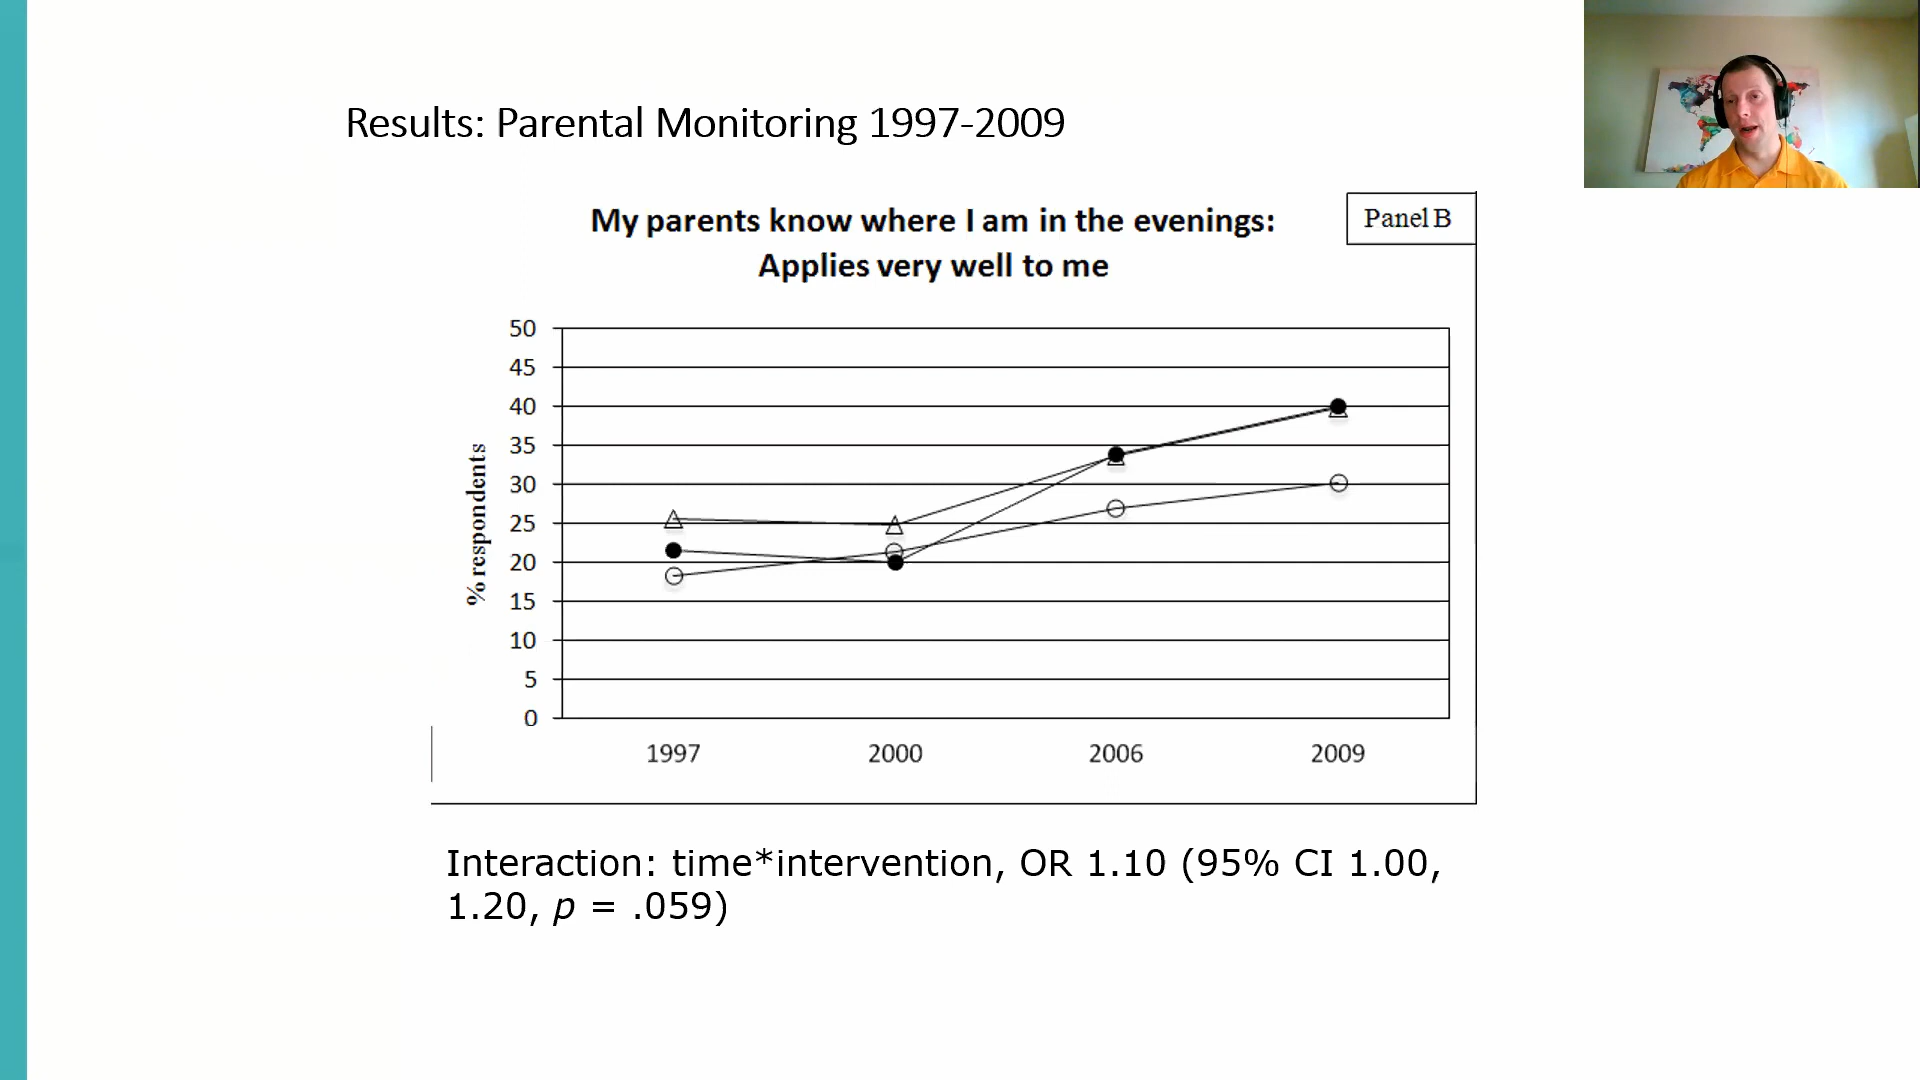 Results: Parental Monitoring 1997-2009
Panel B
My parents know where I am in the evenings:
Applies very well to me
% respondents
50
45
40
35
30
25
20
15
10
5
0
1997 2000 2006 2009
Interaction: time*intervention, OR 1.10 (95% CI 1.00,
1.20, p = .059)